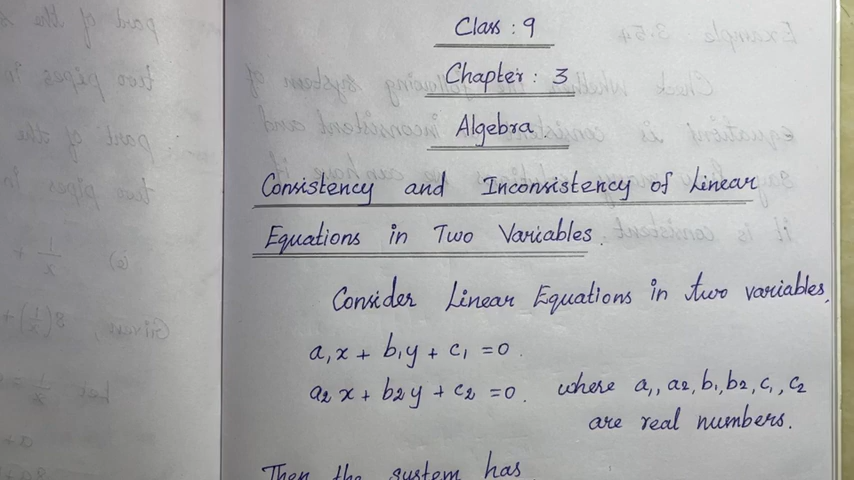 Class : 9
Chapter : 3
Algebra
Consistency and Inconsistency of Linear
Equations in Two Variables.
Consider Linear Equations in two variables,
a₁x + b₁y + c₁ = 0.
a₂x + b₂y + c₂ = 0. where a₁, a₂, b₁, b₂, c₁, c₂
are real numbers.
Then the system has